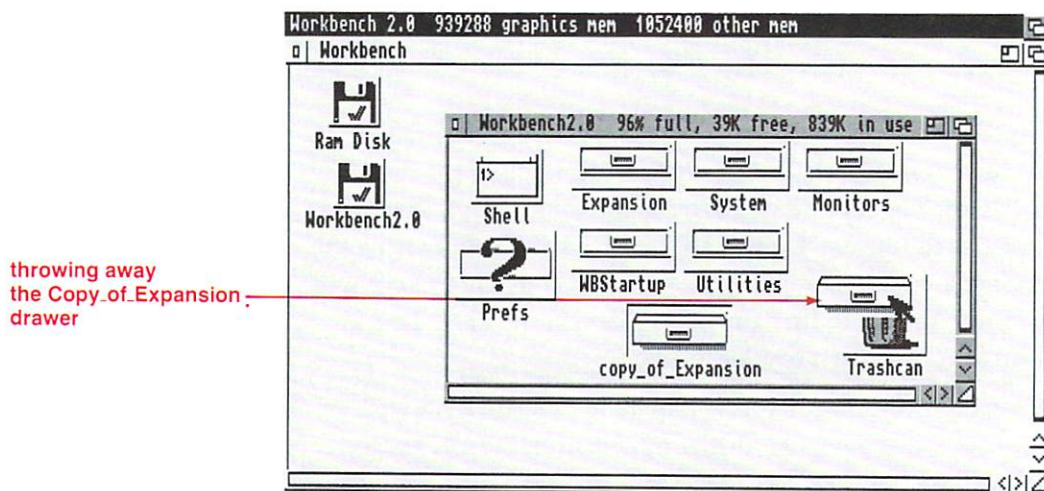 Workbench 2.0 939288 graphics mem 1052400 other mem
Workbench
Ram Disk
Workbench2.0
Workbench2.0 96% full, 39K free, 839K in use
1>
Shell
Expansion
System
Monitors
?
Prefs
WBStartup
Utilities
copy_of_Expansion
Trashcan
throwing away
the Copy_of_Expansion
drawer